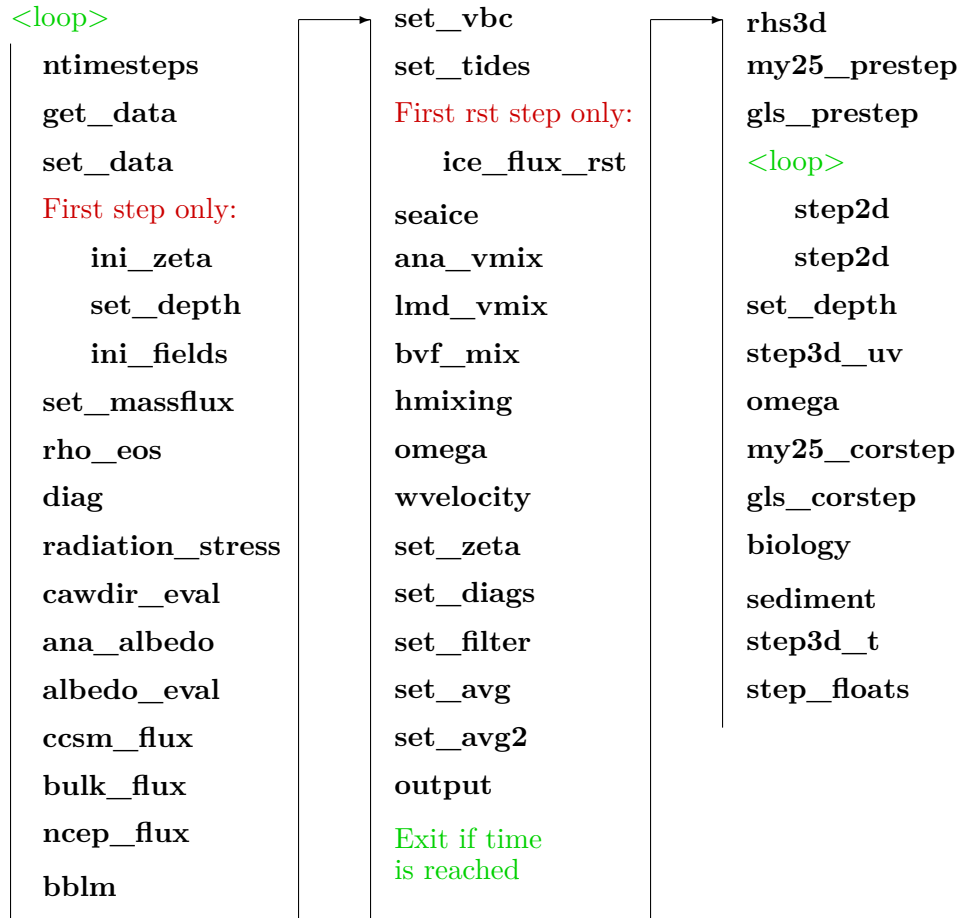 <loop>
ntimesteps
get_data
set_data
First step only:
ini_zeta
set_depth
ini_fields
set_massflux
rho_eos
diag
radiation_stress
cawdir_eval
ana_albedo
albedo_eval
ccsm_flux
bulk_flux
ncep_flux
bblm
set_vbc
set_tides
First rst step only:
ice_flux_rst
seaice
ana_vmix
lmd_vmix
bvf_mix
hmixing
omega
wvelocity
set_zeta
set_diags
set_filter
set_avg
set_avg2
output
Exit if time
is reached
rhs3d
my25_prestep
gls_prestep
<loop>
step2d
step2d
set_depth
step3d_uv
omega
my25_corstep
gls_corstep
biology
sediment
step3d_t
step_floats